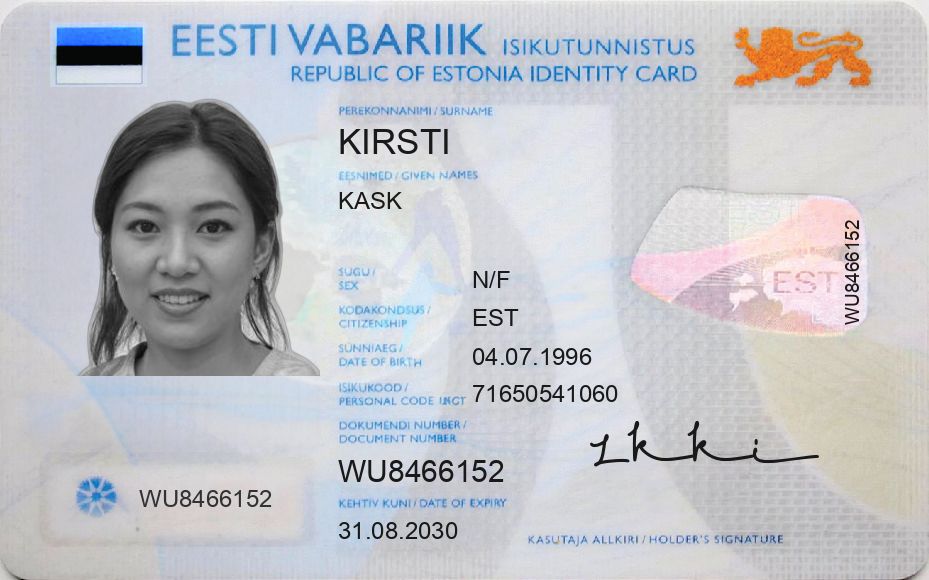 EESTI VABARIIK ISIKUTUNNISTUS
REPUBLIC OF ESTONIA IDENTITY CARD
PEREKONNANIMI / SURNAME
KIRSTI
EESNIMED / GIVEN NAMES
KASK
SUGU /
SEX
N/F
KODAKONDSUS /
CITIZENSHIP
EST
SÜNNIAEG /
DATE OF BIRTH
04.07.1996
ISIKUKOOD /
PERSONAL CODE
71650541060
DOKUMENDI NUMBER /
DOCUMENT NUMBER
WU8466152
KEHTIV KUNI / DATE OF EXPIRY
31.08.2030
WU8466152
EST
WU8466152
KASUTAJA ALLKIRI / HOLDER'S SIGNATURE